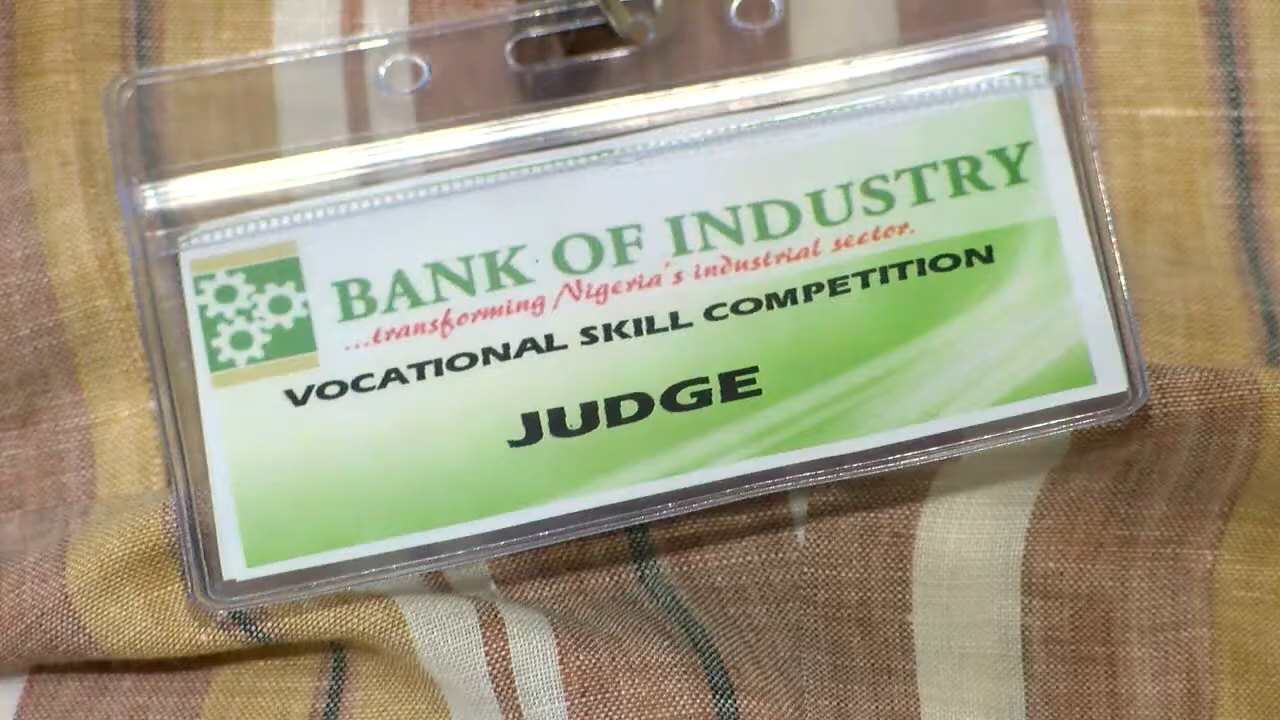 BANK OF INDUSTRY
...transforming Nigeria's industrial sector.
VOCATIONAL SKILL COMPETITION
JUDGE